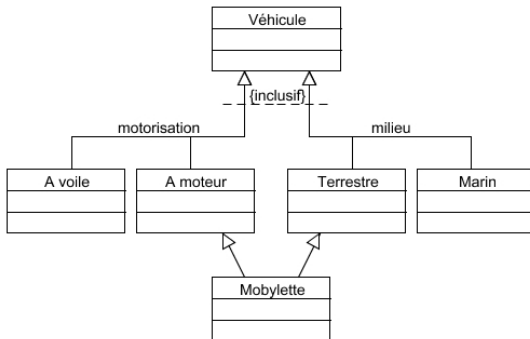 Véhicule
{inclusif}
motorisation
milieu
A voile
A moteur
Terrestre
Marin
Mobylette